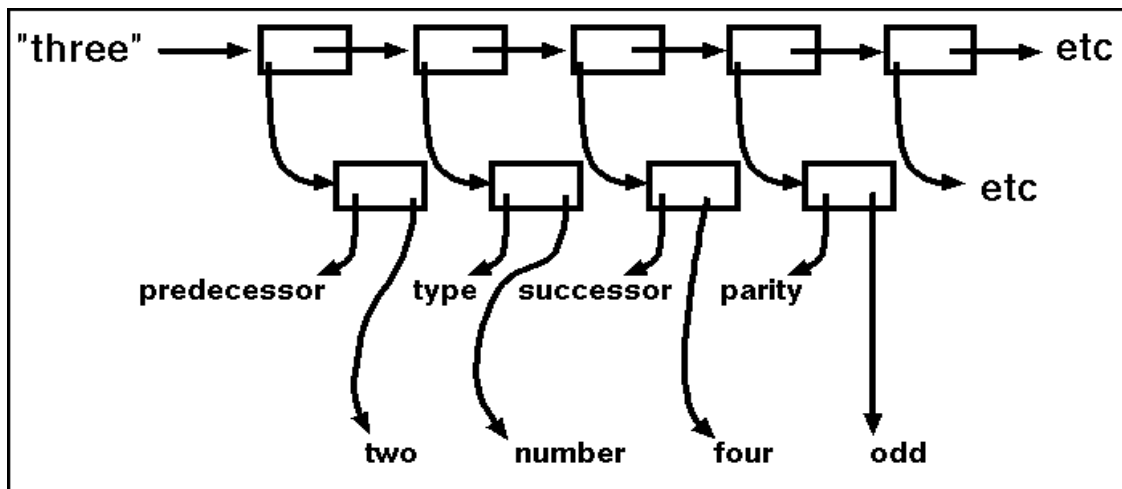 "three" etc
etc
predecessor type successor parity
two number four odd